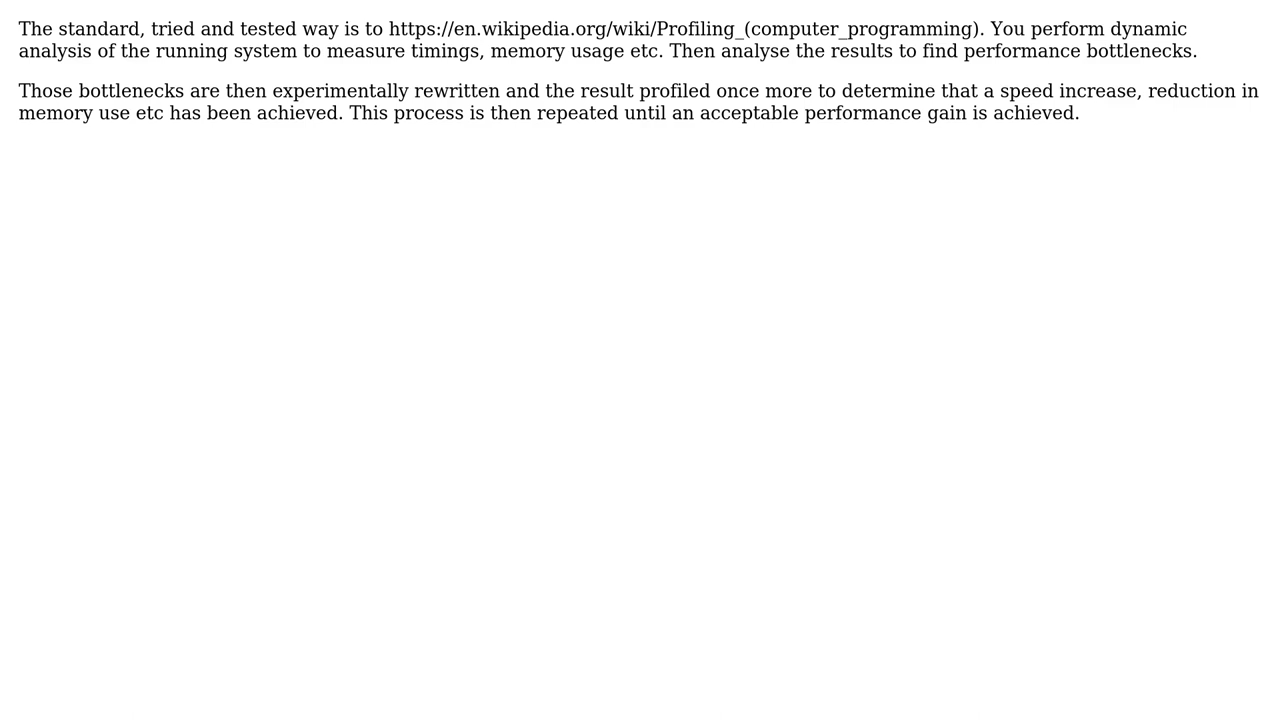 The standard, tried and tested way is to https://en.wikipedia.org/wiki/Profiling_(computer_programming). You perform dynamic
analysis of the running system to measure timings, memory usage etc. Then analyse the results to find performance bottlenecks.
Those bottlenecks are then experimentally rewritten and the result profiled once more to determine that a speed increase, reduction in
memory use etc has been achieved. This process is then repeated until an acceptable performance gain is achieved.